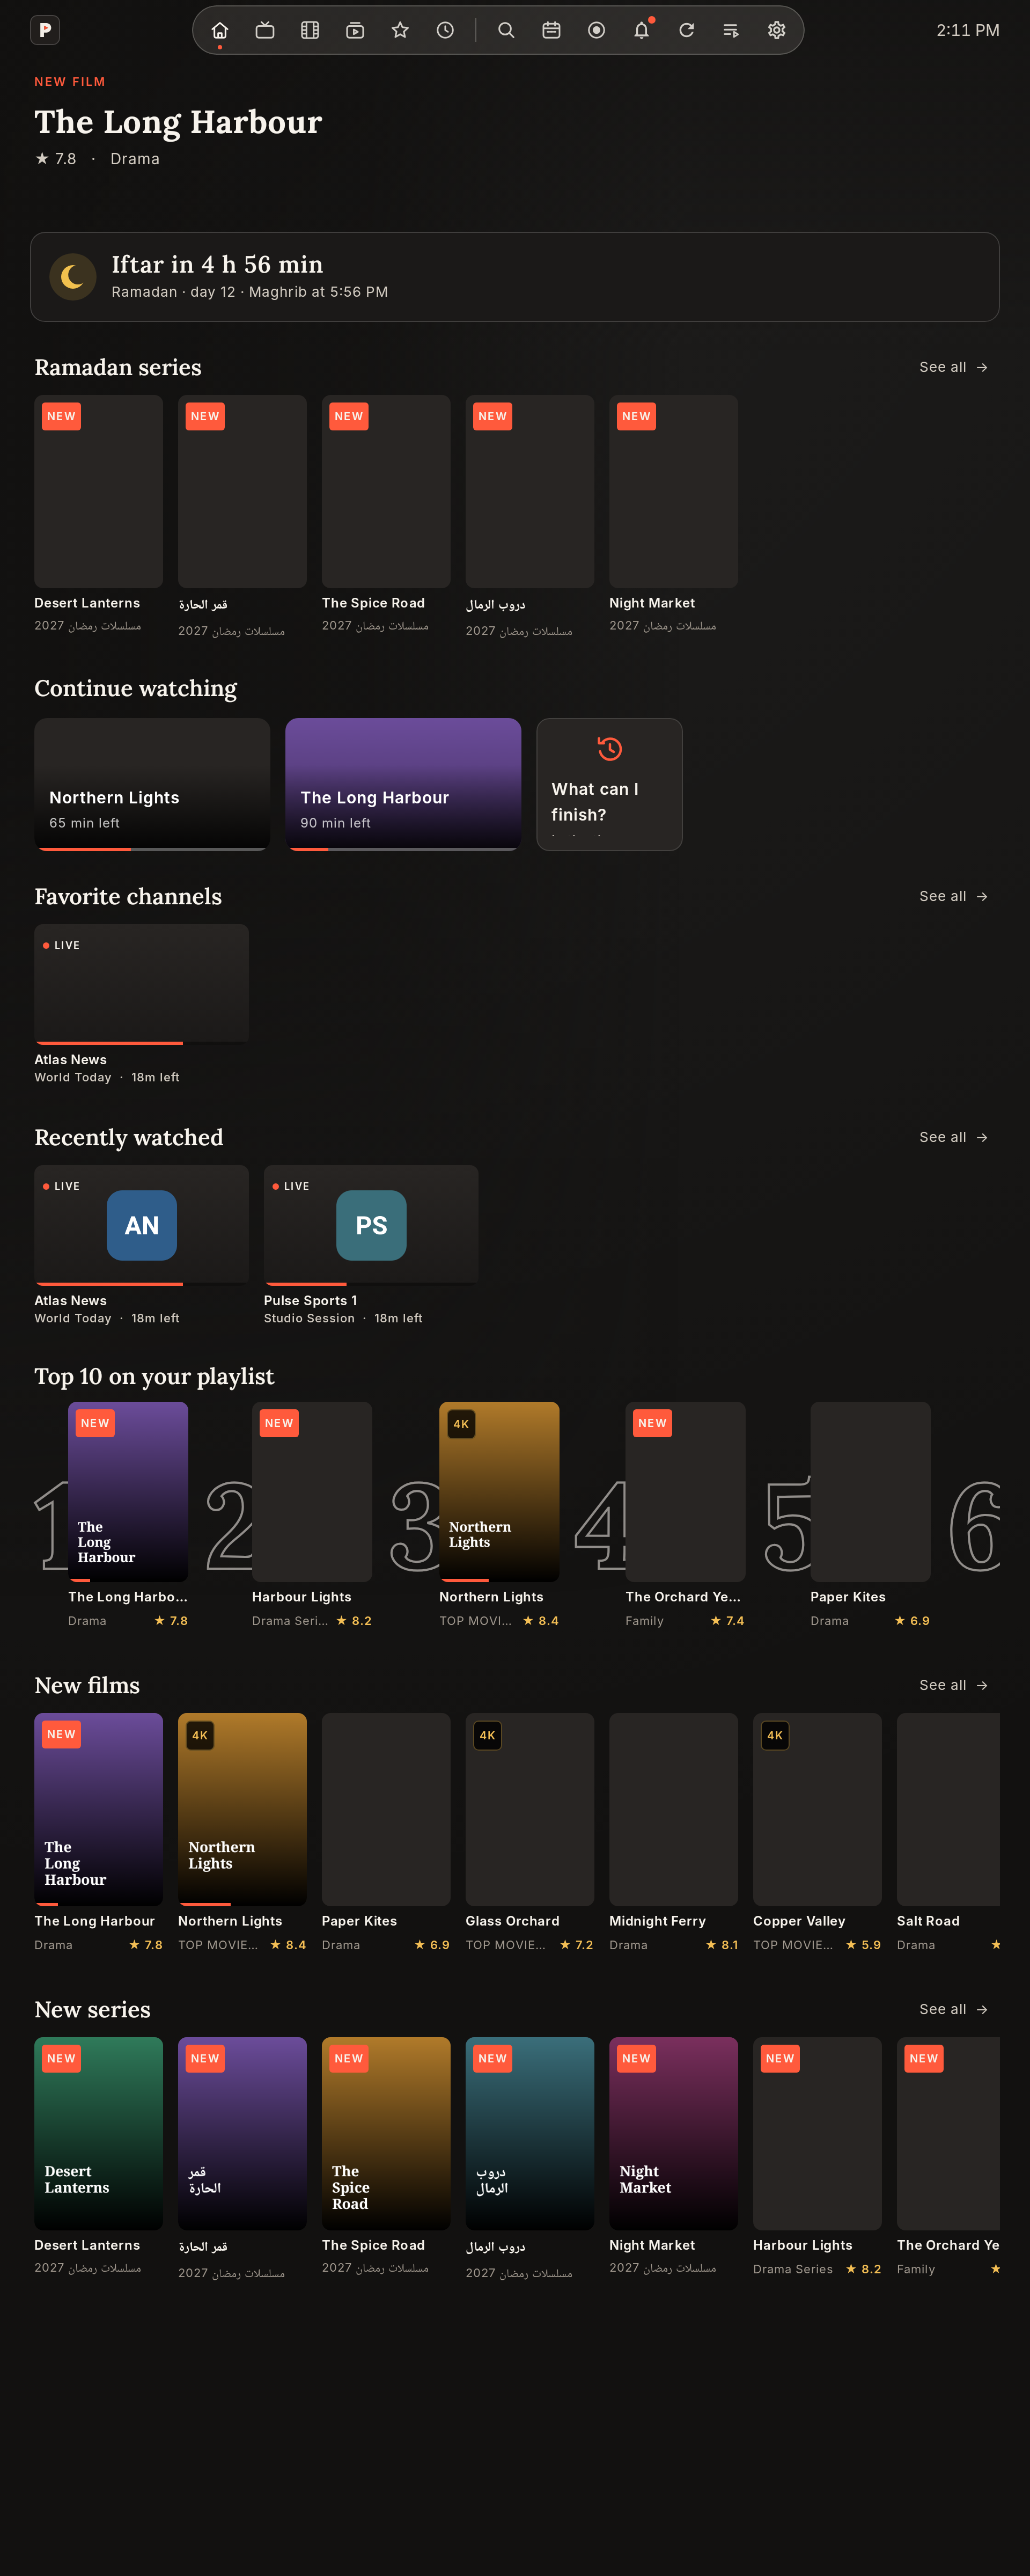 P
2:11 PM
NEW FILM
The Long Harbour
★ 7.8 · Drama
Iftar in 4 h 56 min
Ramadan · day 12 · Maghrib at 5:56 PM
Ramadan series
See all →
NEW NEW NEW NEW NEW
Desert Lanterns قمر الحارة The Spice Road دروب الرمال Night Market
مسلسلات رمضان 2027 مسلسلات رمضان 2027 مسلسلات رمضان 2027 مسلسلات رمضان 2027 مسلسلات رمضان 2027
Continue watching
Northern Lights
65 min left
The Long Harbour
90 min left
What can I
finish?
Favorite channels
See all →
LIVE
Atlas News
World Today · 18m left
Recently watched
See all →
LIVE LIVE
AN PS
Atlas News Pulse Sports 1
World Today · 18m left Studio Session · 18m left
Top 10 on your playlist
NEW NEW 4K NEW
1 2 3 4 5 6
The
Long
Harbour
Northern
Lights
The Long Harbo... Harbour Lights Northern Lights The Orchard Ye... Paper Kites
Drama ★ 7.8 Drama Seri... ★ 8.2 TOP MOVI... ★ 8.4 Family ★ 7.4 Drama ★ 6.9
New films
See all →
NEW 4K 4K 4K
The
Long
Harbour
Northern
Lights
The Long Harbour Northern Lights Paper Kites Glass Orchard Midnight Ferry Copper Valley Salt Road
Drama ★ 7.8 TOP MOVIE... ★ 8.4 Drama ★ 6.9 TOP MOVIE... ★ 7.2 Drama ★ 8.1 TOP MOVIE... ★ 5.9 Drama ★
New series
See all →
NEW NEW NEW NEW NEW NEW NEW
Desert
Lanterns
قمر
الحارة
The
Spice
Road
دروب
الرمال
Night
Market
Desert Lanterns قمر الحارة The Spice Road دروب الرمال Night Market Harbour Lights The Orchard Ye
مسلسلات رمضان 2027 مسلسلات رمضان 2027 مسلسلات رمضان 2027 مسلسلات رمضان 2027 مسلسلات رمضان 2027 Drama Series ★ 8.2 Family ★